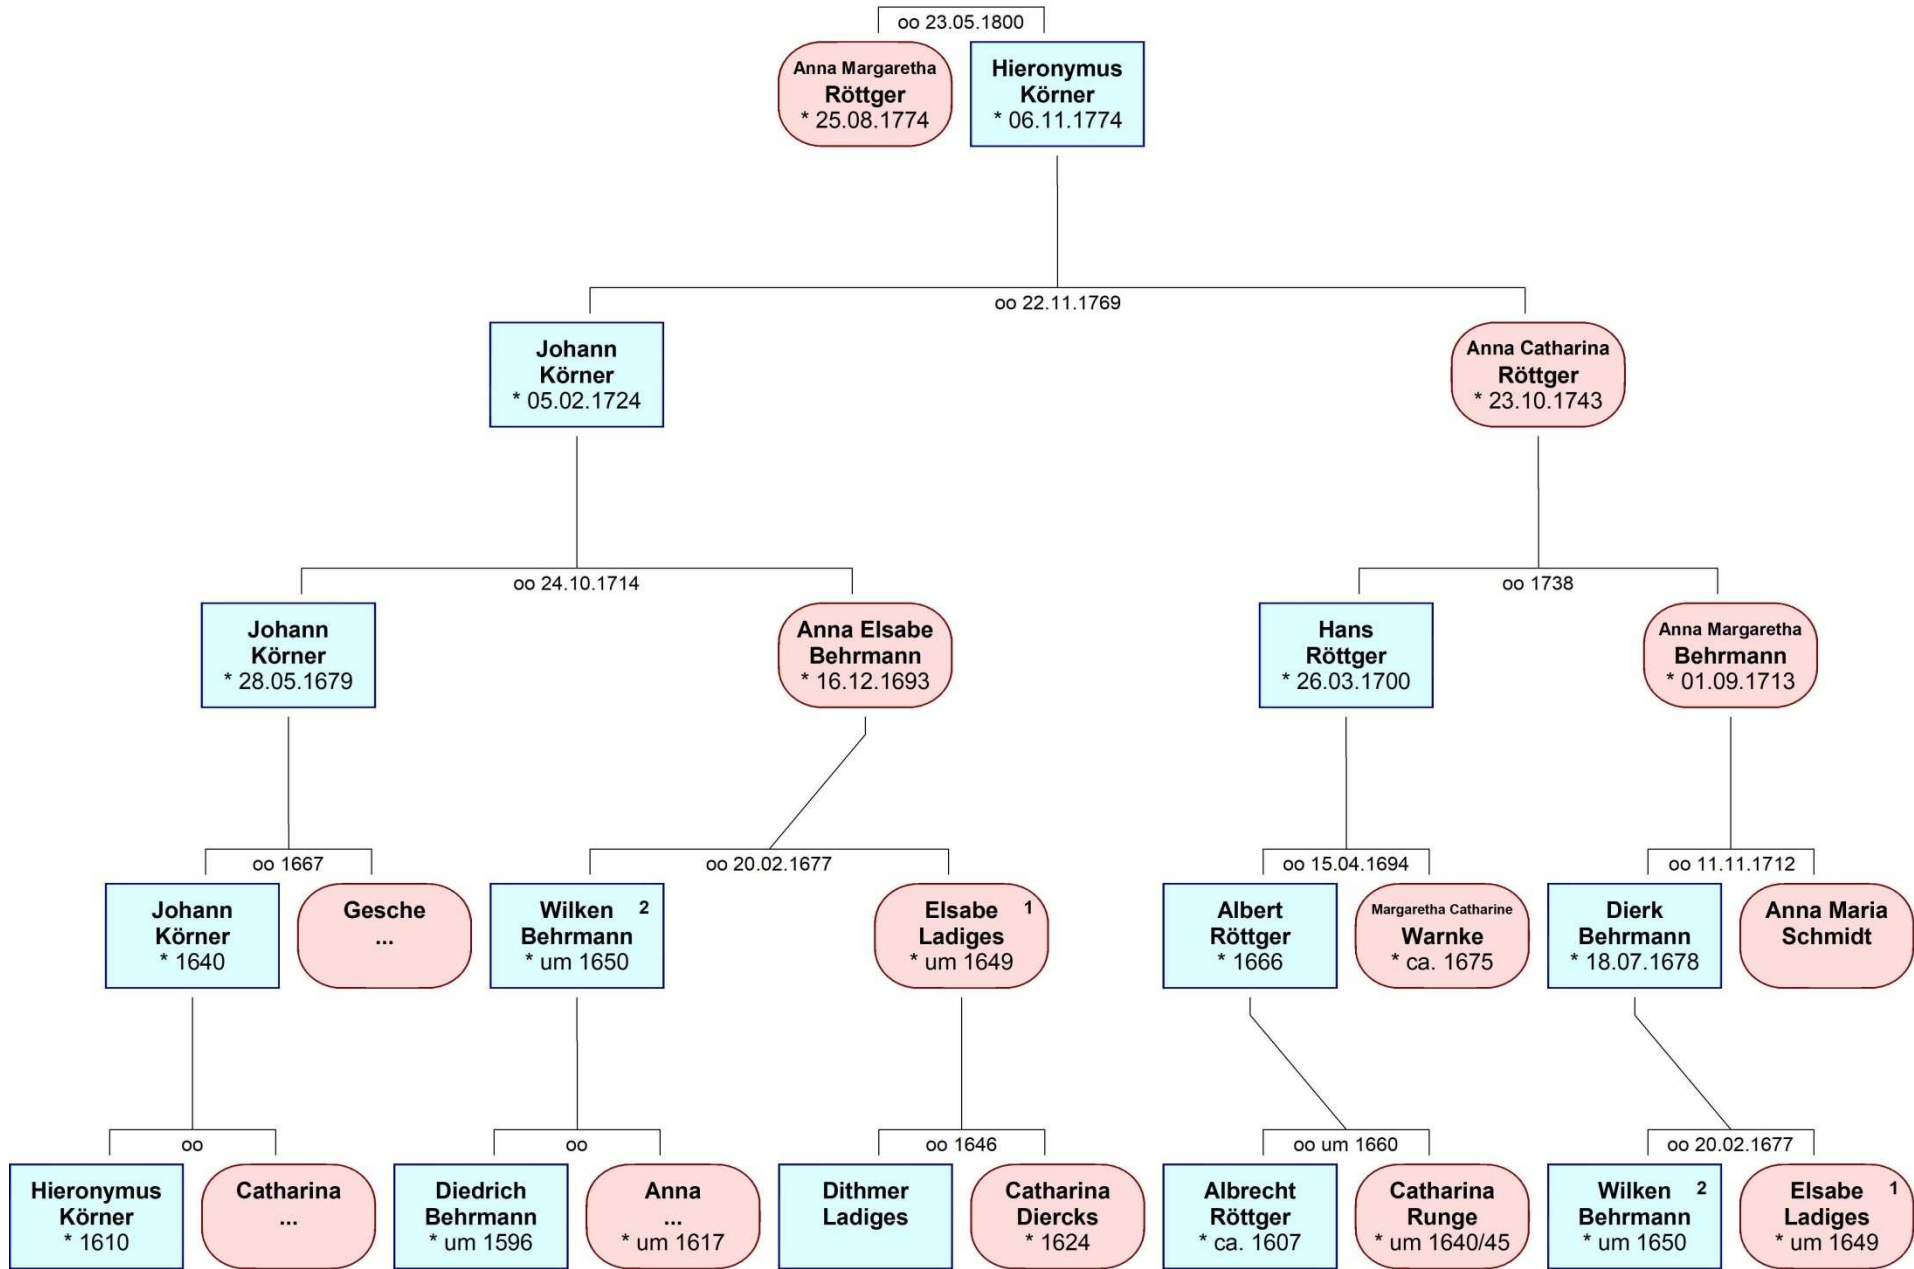 oo 23.05.1800
Anna Margaretha
Röttger
* 25.08.1774
Hieronymus
Körner
* 06.11.1774
oo 22.11.1769
Johann
Körner
* 05.02.1724
Anna Catharina
Röttger
* 23.10.1743
oo 24.10.1714
oo 1738
Johann
Körner
* 28.05.1679
Anna Elsabe
Behrmann
* 16.12.1693
Hans
Röttger
* 26.03.1700
Anna Margaretha
Behrmann
* 01.09.1713
oo 1667
oo 20.02.1677
oo 15.04.1694
oo 11.11.1712
Johann
Körner
* 1640
Gesche
...
Wilken 2
Behrmann
* um 1650
Elsabe 1
Ladiges
* um 1649
Albert
Röttger
* 1666
Margaretha Catharine
Warnke
* ca. 1675
Dierk
Behrmann
* 18.07.1678
Anna Maria
Schmidt
oo
oo
oo 1646
oo um 1660
oo 20.02.1677
Hieronymus
Körner
* 1610
Catharina
...
Diedrich
Behrmann
* um 1596
Anna
...
* um 1617
Dithmer
Ladiges
Catharina
Diercks
* 1624
Albrecht
Röttger
* ca. 1607
Catharina
Runge
* um 1640/45
Wilken 2
Behrmann
* um 1650
Elsabe 1
Ladiges
* um 1649